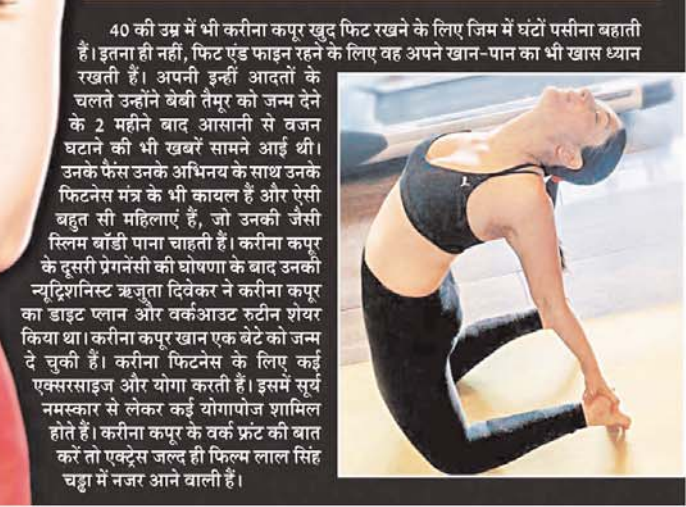 40 की उम्र में भी करीना कपूर खुद फिट रखने के लिए जिम में घंटों पसीना बहाती
हैं। इतना ही नहीं, फिट एंड फाइन रहने के लिए वह अपने खान-पान का भी खास ध्यान
रखती हैं। अपनी इन्हीं आदतों के
चलते उन्होंने बेबी तैमूर को जन्म देने
के 2 महीने बाद आसानी से वजन
घटाने की भी खबरें सामने आई थी।
उनके फैंस उनके अभिनय के साथ उनके
फिटनेस मंत्र के भी कायल हैं और ऐसी
बहुत सी महिलाएं हैं, जो उनकी जैसी
स्लिम बॉडी पाना चाहती हैं। करीना कपूर
के दूसरी प्रेगनेंसी की घोषणा के बाद उनकी
न्यूट्रिशनिस्ट ऋजुता दिवेकर ने करीना कपूर
का डाइट प्लान और वर्कआउट रुटीन शेयर
किया था। करीना कपूर खान एक बेटे को जन्म
दे चुकी हैं। करीना फिटनेस के लिए कई
एक्सरसाइज और योगा करती हैं। इसमें सूर्य
नमस्कार से लेकर कई योगापोज शामिल
होते हैं। करीना कपूर के वर्क फ्रंट की बात
करें तो एक्ट्रेस जल्द ही फिल्म लाल सिंह
चड्ढा में नजर आने वाली हैं।